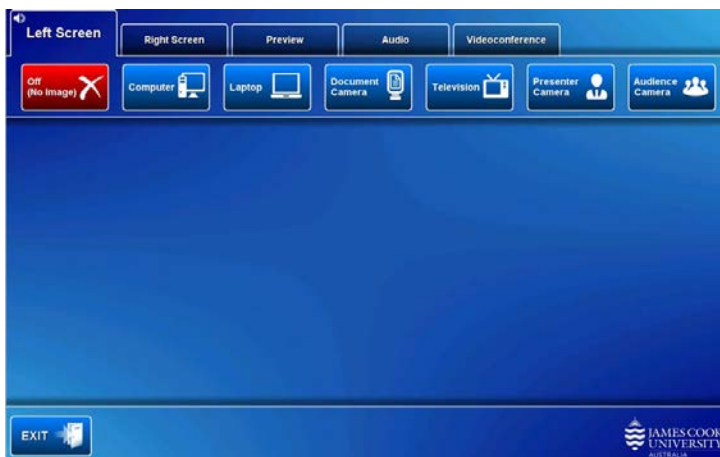 Left Screen
Right Screen
Preview
Audio
Videoconference
Off
(No Image)
Computer
Laptop
Document
Camera
Television
Presenter
Camera
Audience
Camera
EXIT
JAMES COOK
UNIVERSITY
AUSTRALIA